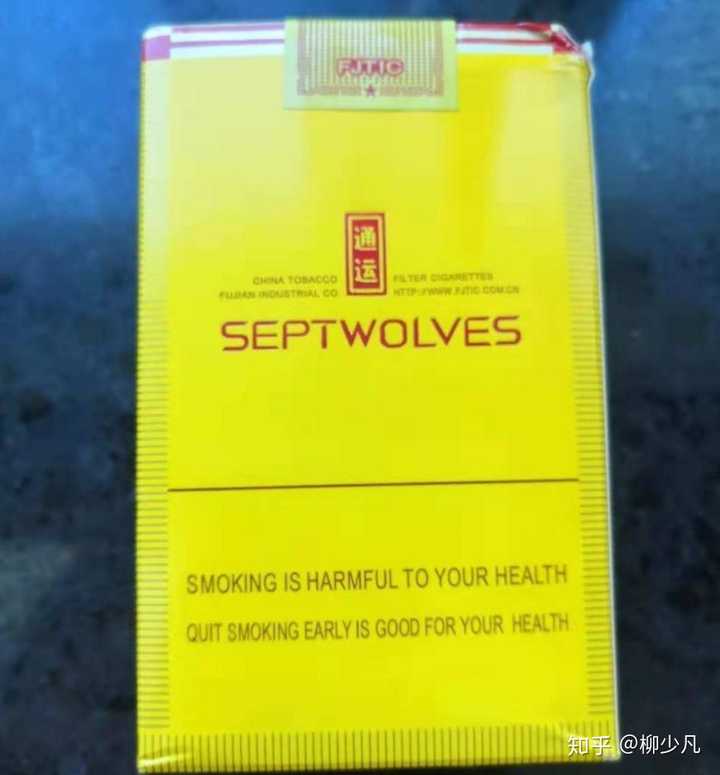 FJTIC
通
运
CHINA TOBACCO
FUJIAN INDUSTRIAL CO
FILTER CIGARETTES
HTTP://WWW.FJTIC.COM.CN
SEPTWOLVES
SMOKING IS HARMFUL TO YOUR HEALTH
QUIT SMOKING EARLY IS GOOD FOR YOUR HEALTH
知乎 @柳少凡